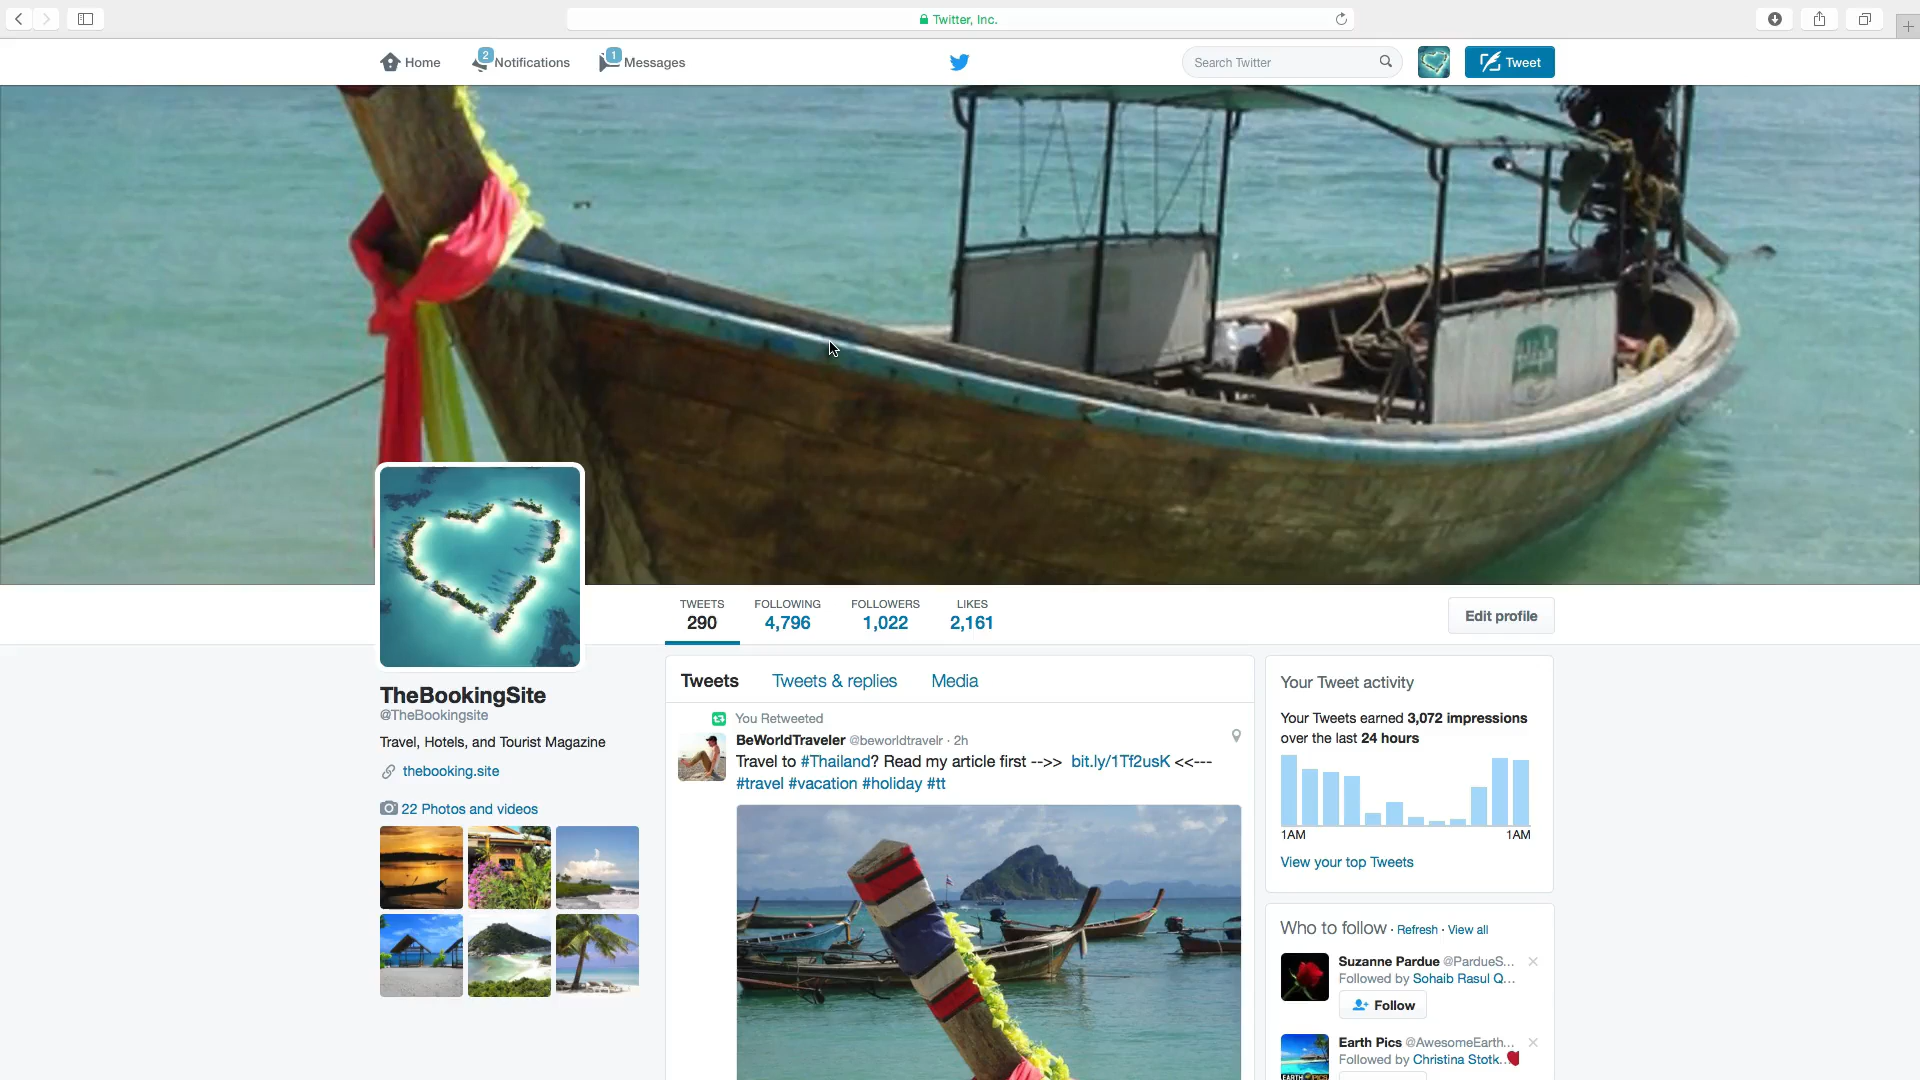 Twitter, Inc.
Home
2
Notifications
1
Messages
Search Twitter
Tweet
TWEETS
290
FOLLOWING
4,796
FOLLOWERS
1,022
LIKES
2,161
Edit profile
TheBookingSite
@TheBookingsite
Travel, Hotels, and Tourist Magazine
thebooking.site
22 Photos and videos
Tweets
Tweets & replies
Media
You Retweeted
BeWorldTraveler @beworldtravelr · 2h
Travel to #Thailand? Read my article first -->> bit.ly/1Tf2usK <<---
#travel #vacation #holiday #tt
Your Tweet activity
Your Tweets earned 3,072 impressions
over the last 24 hours
1AM
1AM
View your top Tweets
Who to follow · Refresh · View all
Suzanne Pardue @PardueS...
Followed by Sohaib Rasul Q...
Follow
Earth Pics @AwesomeEarth...
Followed by Christina Stotk...
EARTH PICS